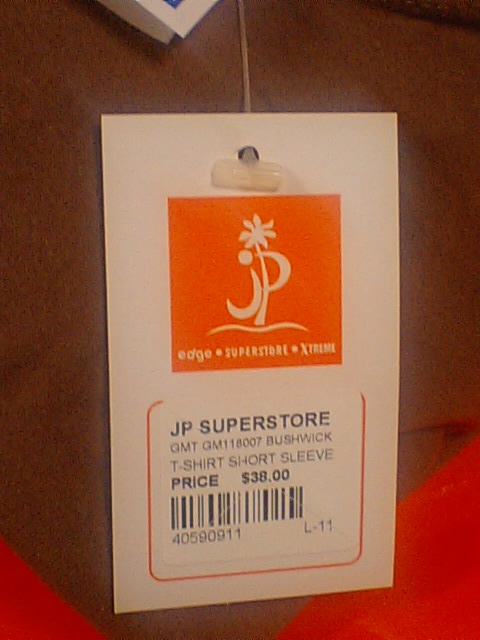 JP
edge • SUPERSTORE • XTREME
JP SUPERSTORE
GMT GM118007 BUSHWICK
T-SHIRT SHORT SLEEVE
PRICE $38.00
40590911 L-11